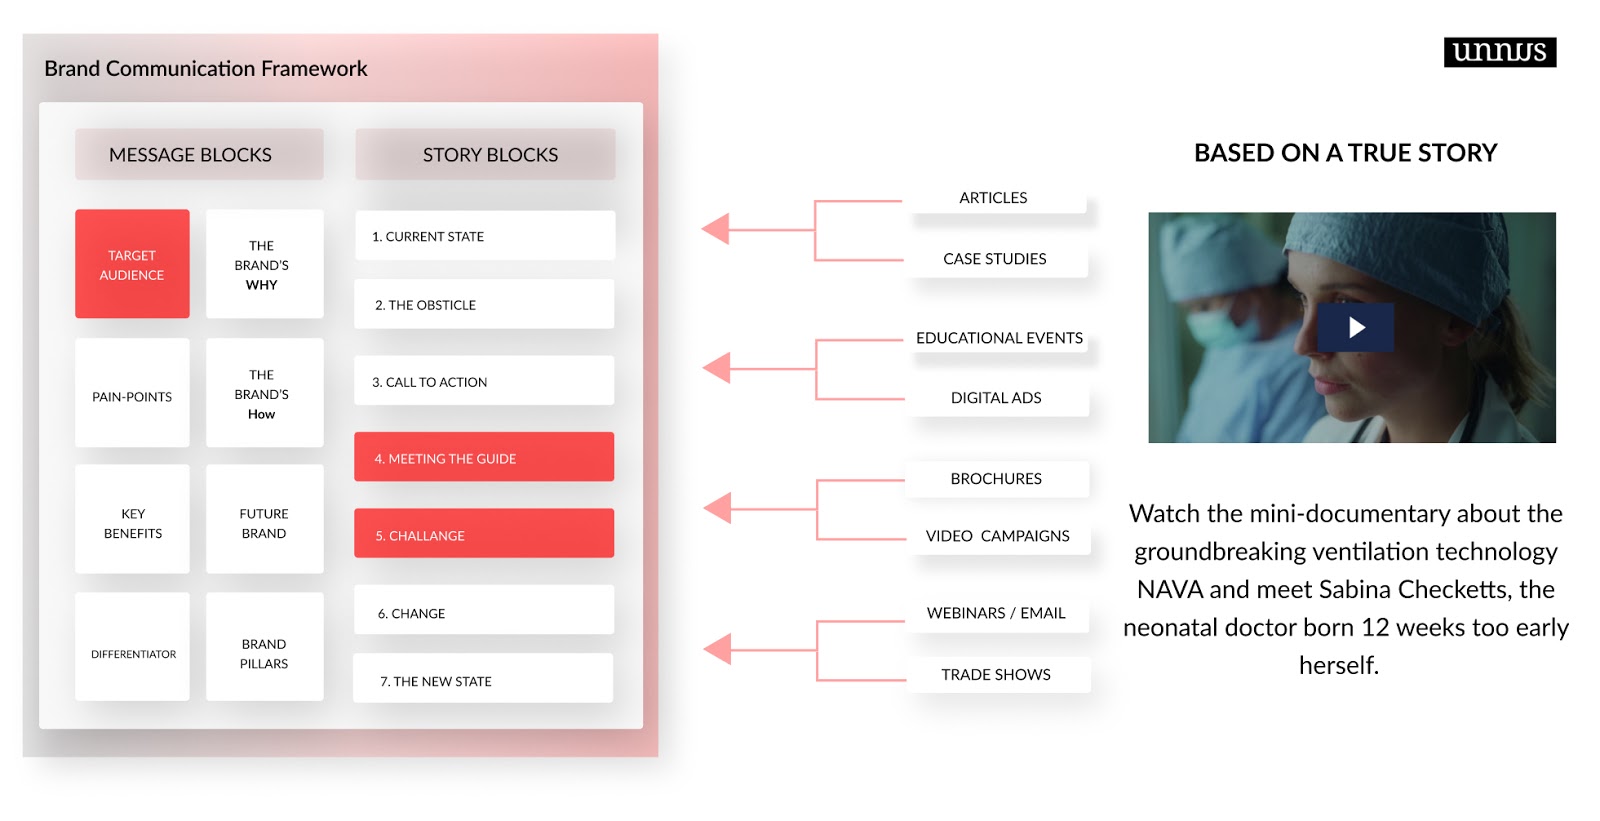 Brand Communication Framework
MESSAGE BLOCKS
STORY BLOCKS
TARGET
AUDIENCE
THE
BRAND'S
WHY
PAIN-POINTS
THE
BRAND'S
How
KEY
BENEFITS
FUTURE
BRAND
DIFFERENTIATOR
BRAND
PILLARS
1. CURRENT STATE
2. THE OBSTICLE
3. CALL TO ACTION
4. MEETING THE GUIDE
5. CHALLANGE
6. CHANGE
7. THE NEW STATE
ARTICLES
CASE STUDIES
EDUCATIONAL EVENTS
DIGITAL ADS
BROCHURES
VIDEO CAMPAIGNS
WEBINARS / EMAIL
TRADE SHOWS
unnus
BASED ON A TRUE STORY
Watch the mini-documentary about the
groundbreaking ventilation technology
NAVA and meet Sabina Checketts, the
neonatal doctor born 12 weeks too early
herself.